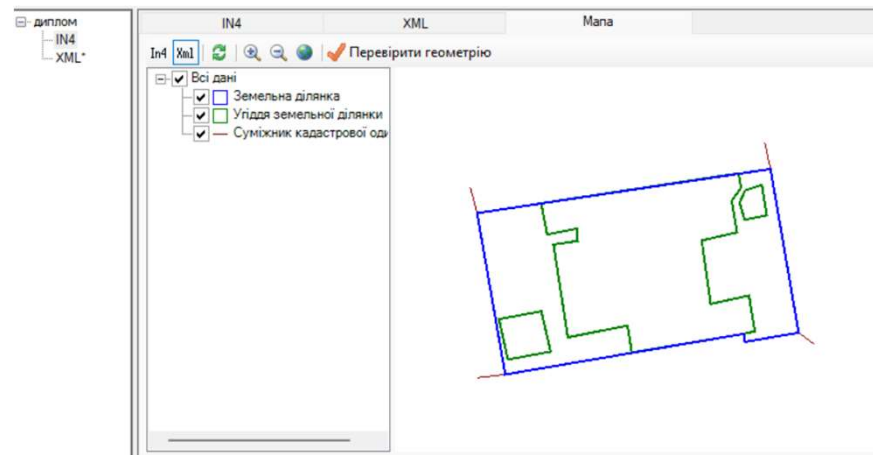 диплом
IN4
XML*
IN4 XML Мапа
In4 Xml Перевірити геометрію
Всі дані
Земельна ділянка
Угіддя земельної ділянки
Суміжник кадастрової оди